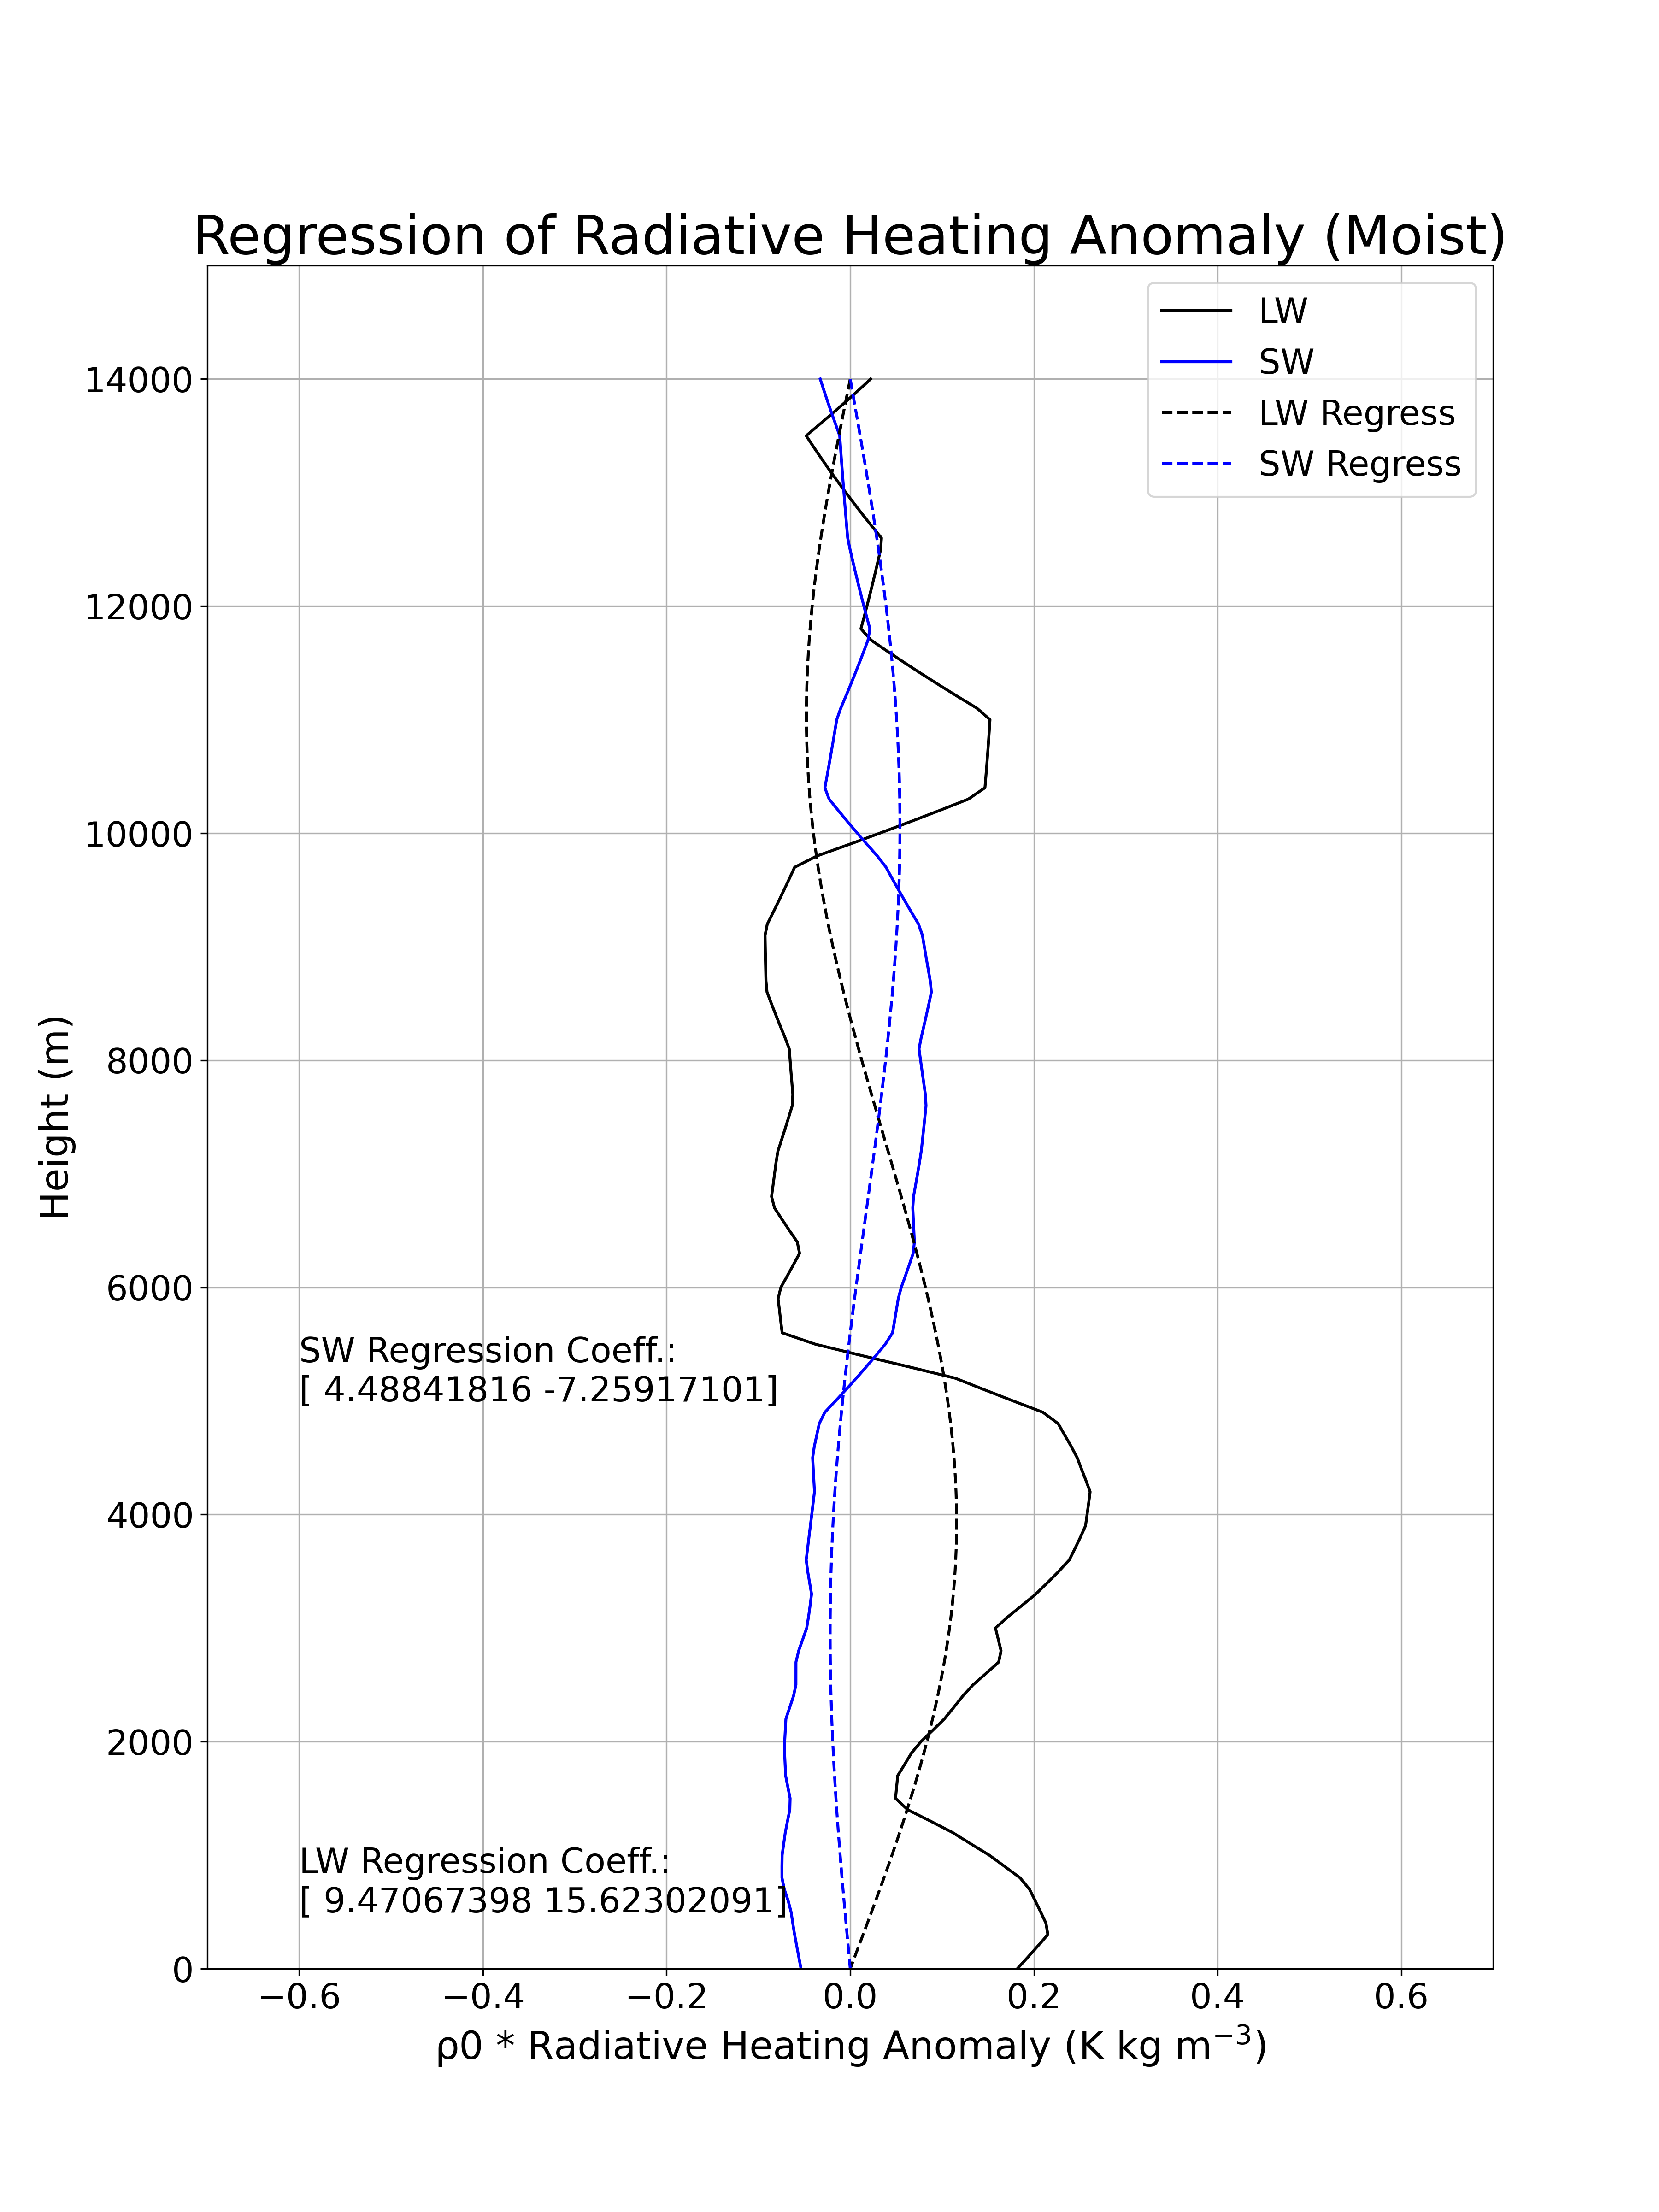 Regression of Radiative Heating Anomaly (Moist)
LW
SW
LW Regress
SW Regress
14000
12000
10000
8000
6000
4000
2000
0
Height (m)
SW Regression Coeff.:
[ 4.48841816 -7.25917101]
LW Regression Coeff.:
[ 9.47067398 15.62302091]
−0.6 −0.4 −0.2 0.0 0.2 0.4 0.6
ρ0 * Radiative Heating Anomaly (K kg m⁻³)